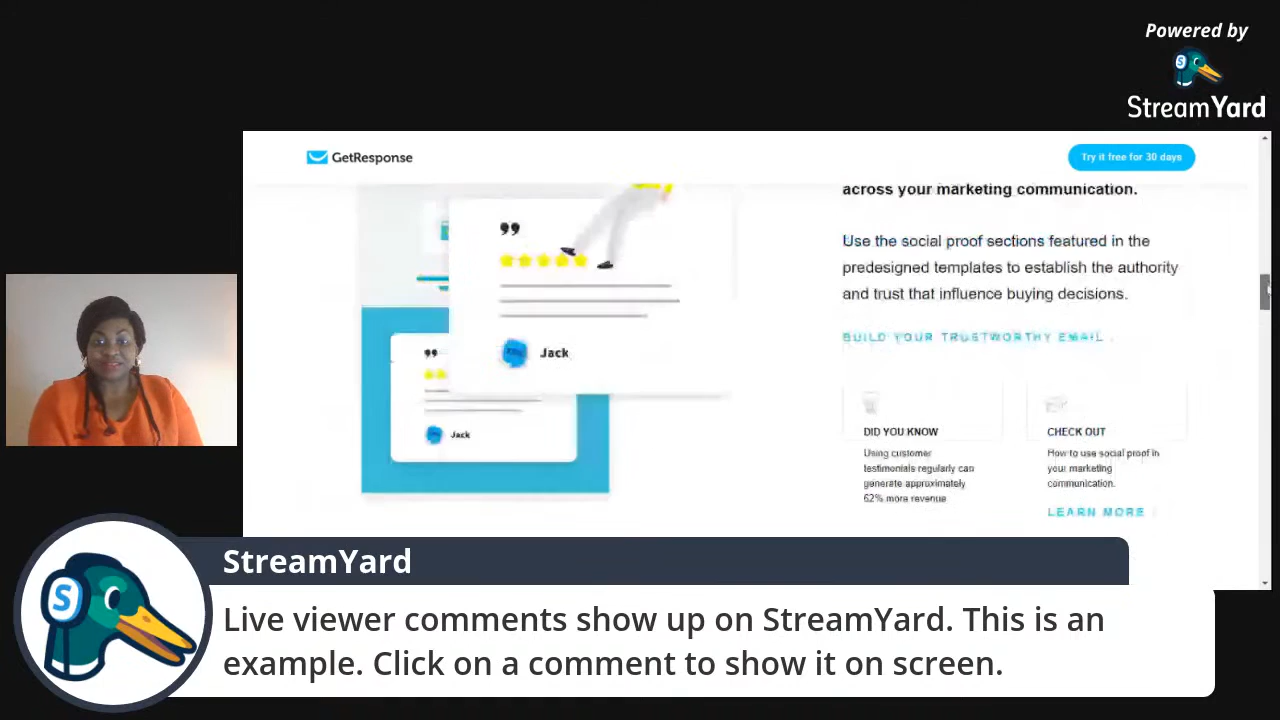 Powered by
StreamYard
GetResponse
Try it free for 30 days
across your marketing communication.
Use the social proof sections featured in the
predesigned templates to establish the authority
and trust that influence buying decisions.
BUILD YOUR TRUSTWORTHY EMAIL
Jack
Jack
DID YOU KNOW
Using customer
testimonials regularly can
generate approximately
62% more revenue
CHECK OUT
How to use social proof in
your marketing
communication.
LEARN MORE
StreamYard
Live viewer comments show up on StreamYard. This is an
example. Click on a comment to show it on screen.